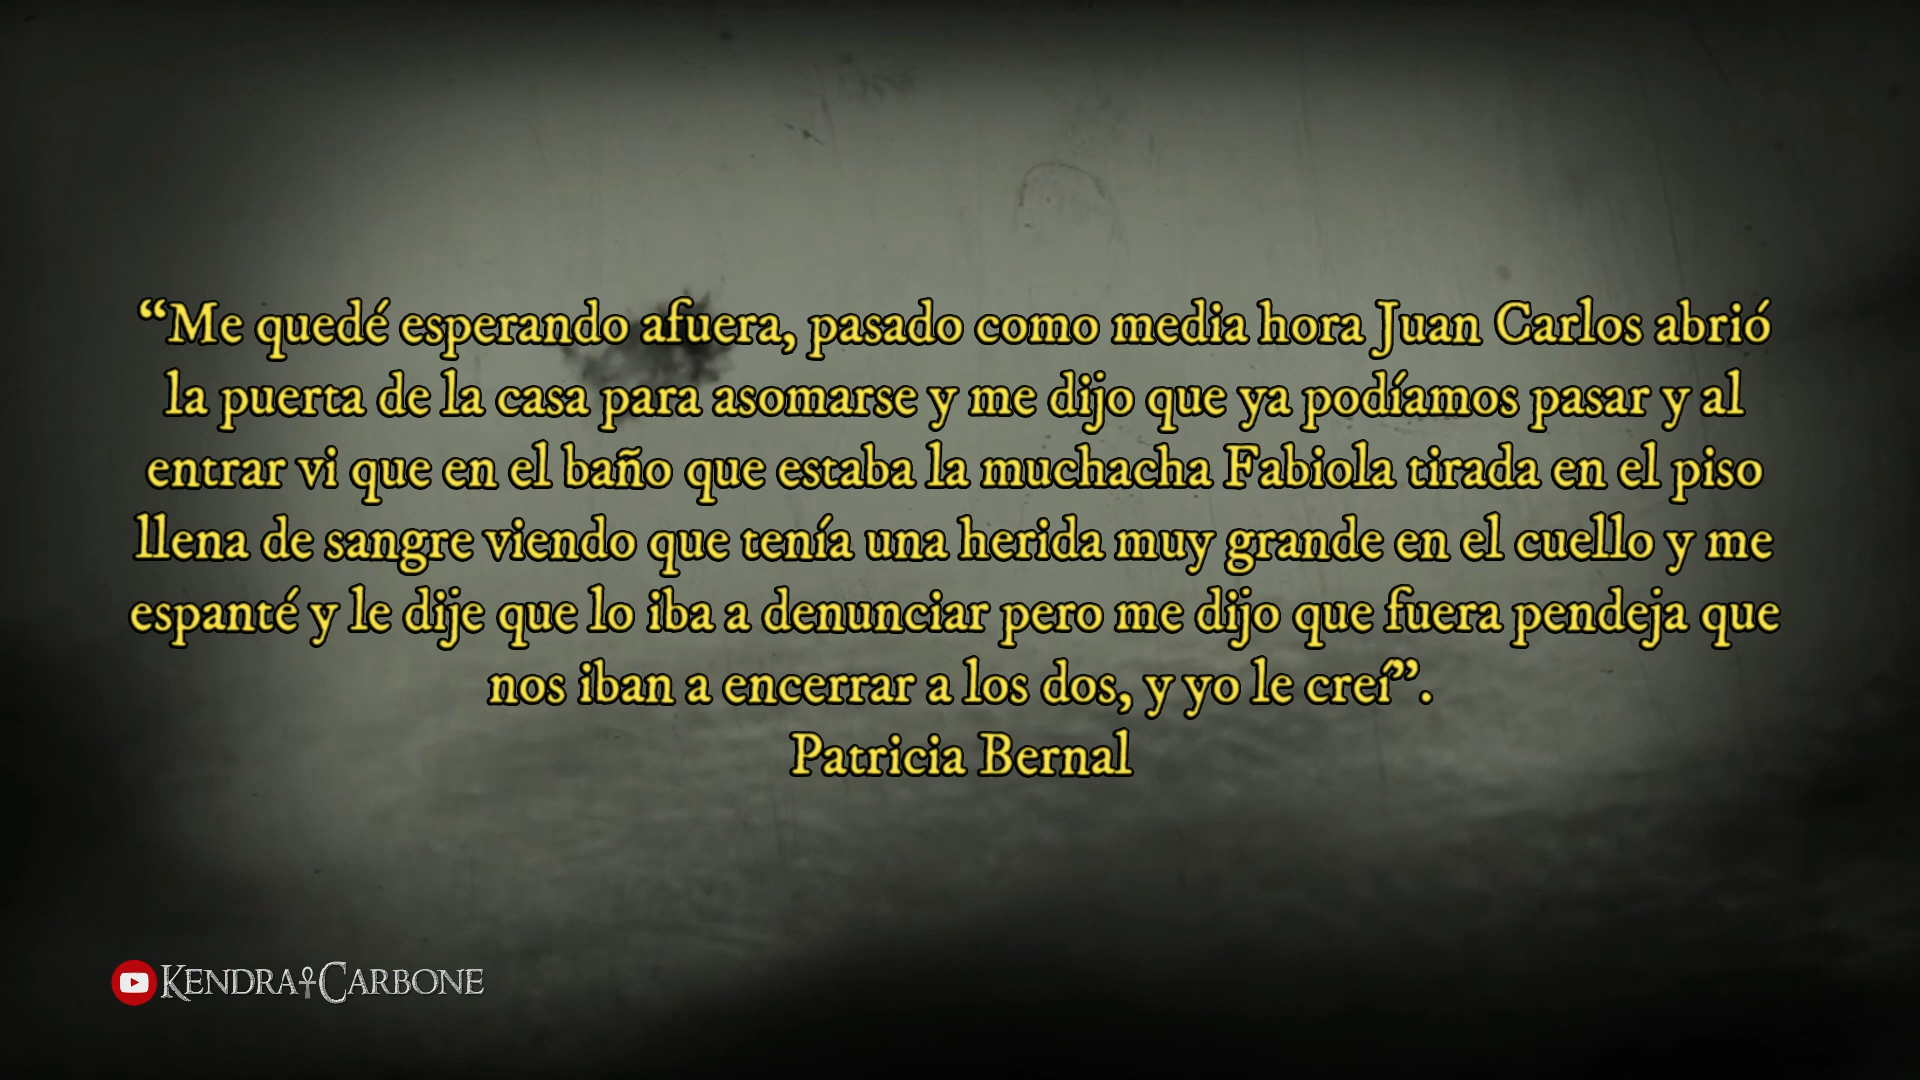 “Me quedé esperando afuera, pasado como media hora Juan Carlos abrió
la puerta de la casa para asomarse y me dijo que ya podíamos pasar y al
entrar vi que en el baño que estaba la muchacha Fabiola tirada en el piso
llena de sangre viendo que tenía una herida muy grande en el cuello y me
espanté y le dije que lo iba a denunciar pero me dijo que fuera pendeja que
nos iban a encerrar a los dos, y yo le creí”.
Patricia Bernal
KENDRA☥CARBONE